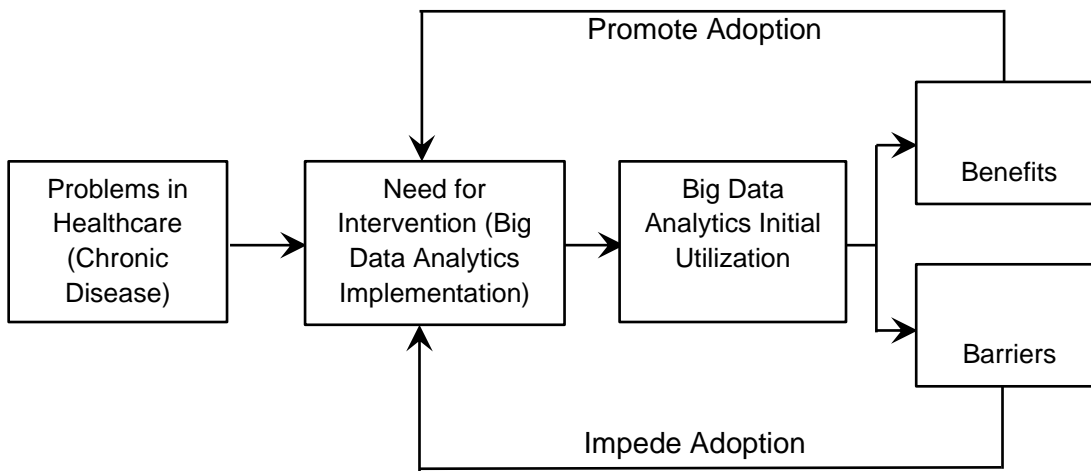 Promote Adoption
Problems in
Healthcare
(Chronic
Disease)
Need for
Intervention (Big
Data Analytics
Implementation)
Big Data
Analytics Initial
Utilization
Benefits
Barriers
Impede Adoption